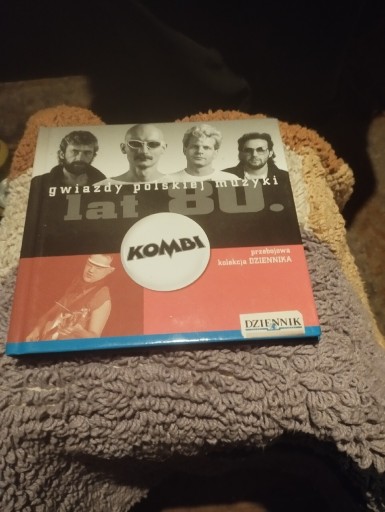 gwiazdy polskiej muzyki
lat 80.
KOMBI
przebojowa
kolekcja DZIENNIKA
DZIENNIK